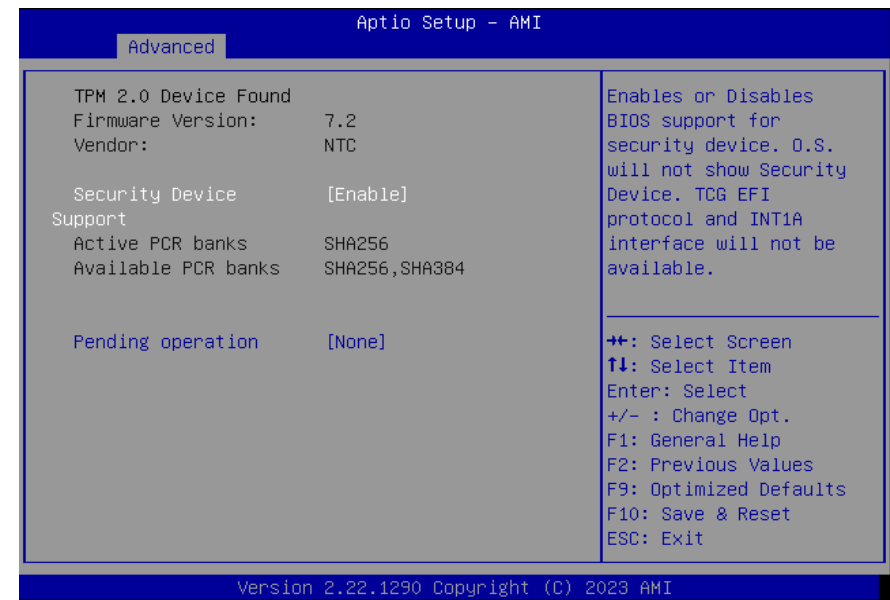 Aptio Setup – AMI
Advanced
TPM 2.0 Device Found
Firmware Version: 7.2
Vendor: NTC
Security Device [Enable]
Support
Active PCR banks SHA256
Available PCR banks SHA256,SHA384
Pending operation [None]
Enables or Disables
BIOS support for
security device. O.S.
will not show Security
Device. TCG EFI
protocol and INT1A
interface will not be
available.
→←: Select Screen
↑↓: Select Item
Enter: Select
+/- : Change Opt.
F1: General Help
F2: Previous Values
F9: Optimized Defaults
F10: Save & Reset
ESC: Exit
Version 2.22.1290 Copyright (C) 2023 AMI